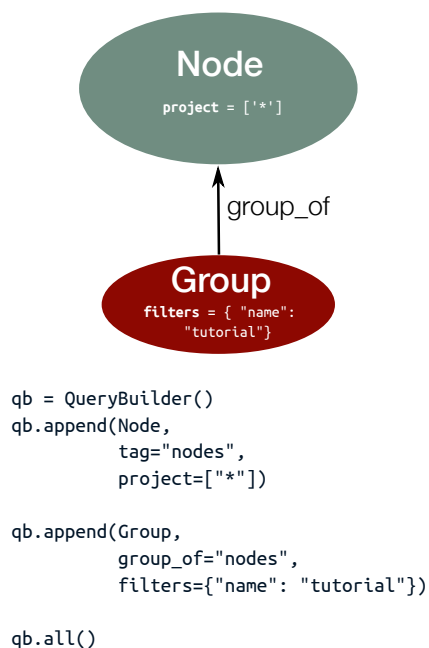 Node
project = ['*']
group_of
Group
filters = { "name":
"tutorial"}
qb = QueryBuilder()
qb.append(Node,
tag="nodes",
project=["*"])
qb.append(Group,
group_of="nodes",
filters={"name": "tutorial"})
qb.all()